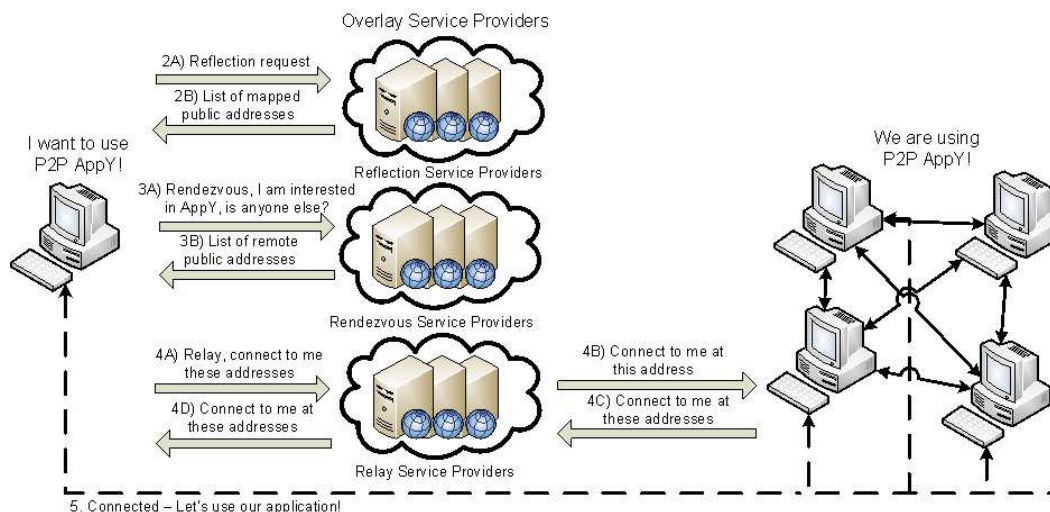 Overlay Service Providers
2A) Reflection request
2B) List of mapped
public addresses
I want to use
P2P AppY!
Reflection Service Providers
We are using
P2P AppY!
3A) Rendezvous, I am interested
in AppY, is anyone else?
3B) List of remote
public addresses
Rendezvous Service Providers
4A) Relay, connect to me
these addresses
4D) Connect to me at
these addresses
4B) Connect to me at
this address
4C) Connect to me at
these addresses
Relay Service Providers
5. Connected – Let's use our application!